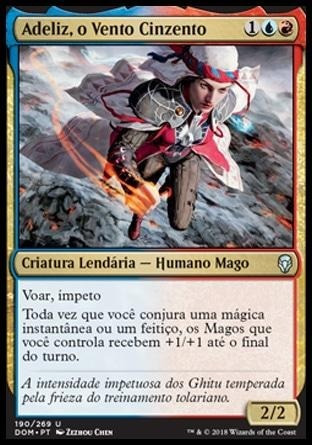 Adeliz, o Vento Cinzento 1
Criatura Lendária — Humano Mago
Voar, ímpeto
Toda vez que você conjura uma mágica
instantânea ou um feitiço, os Magos que
você controla recebem +1/+1 até o final
do turno.
A intensidade impetuosa dos Ghitu temperada
pela frieza do treinamento tolariano.
2/2
190/269 U
DOM • PT Zezhou Chen
™ & © 2018 Wizards of the Coast